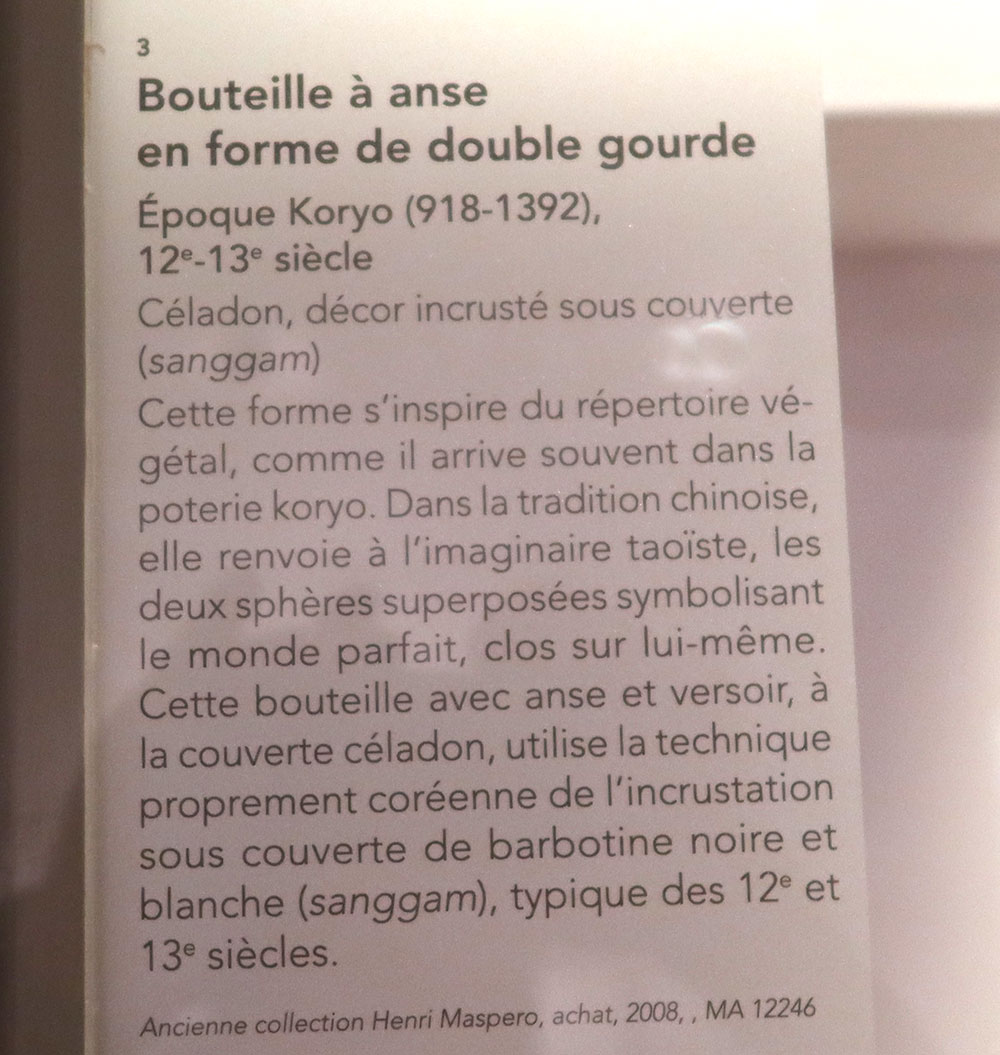 3
Bouteille à anse
en forme de double gourde
Époque Koryo (918-1392),
12e-13e siècle
Céladon, décor incrusté sous couverte
(sanggam)
Cette forme s'inspire du répertoire vé-
gétal, comme il arrive souvent dans la
poterie koryo. Dans la tradition chinoise,
elle renvoie à l'imaginaire taoïste, les
deux sphères superposées symbolisant
le monde parfait, clos sur lui-même.
Cette bouteille avec anse et versoir, à
la couverte céladon, utilise la technique
proprement coréenne de l'incrustation
sous couverte de barbotine noire et
blanche (sanggam), typique des 12e et
13e siècles.
Ancienne collection Henri Maspero, achat, 2008, , MA 12246